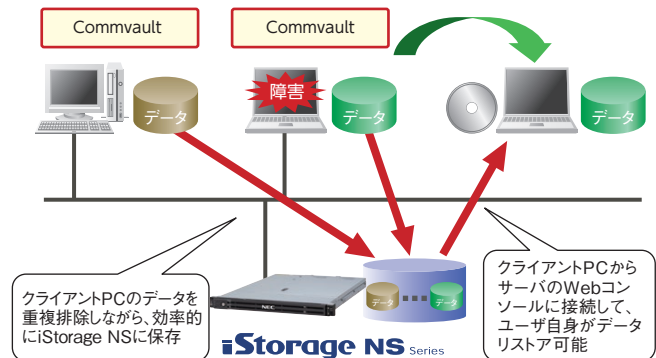 Commvault
Commvault
データ
障害
データ
データ
クライアントPCのデータを
重複排除しながら、効率的
にiStorage NSに保存
NEC
データ
データ
iStorage NS Series
クライアントPCから
サーバのWebコン
ソールに接続して、
ユーザ自身がデータ
リストア可能